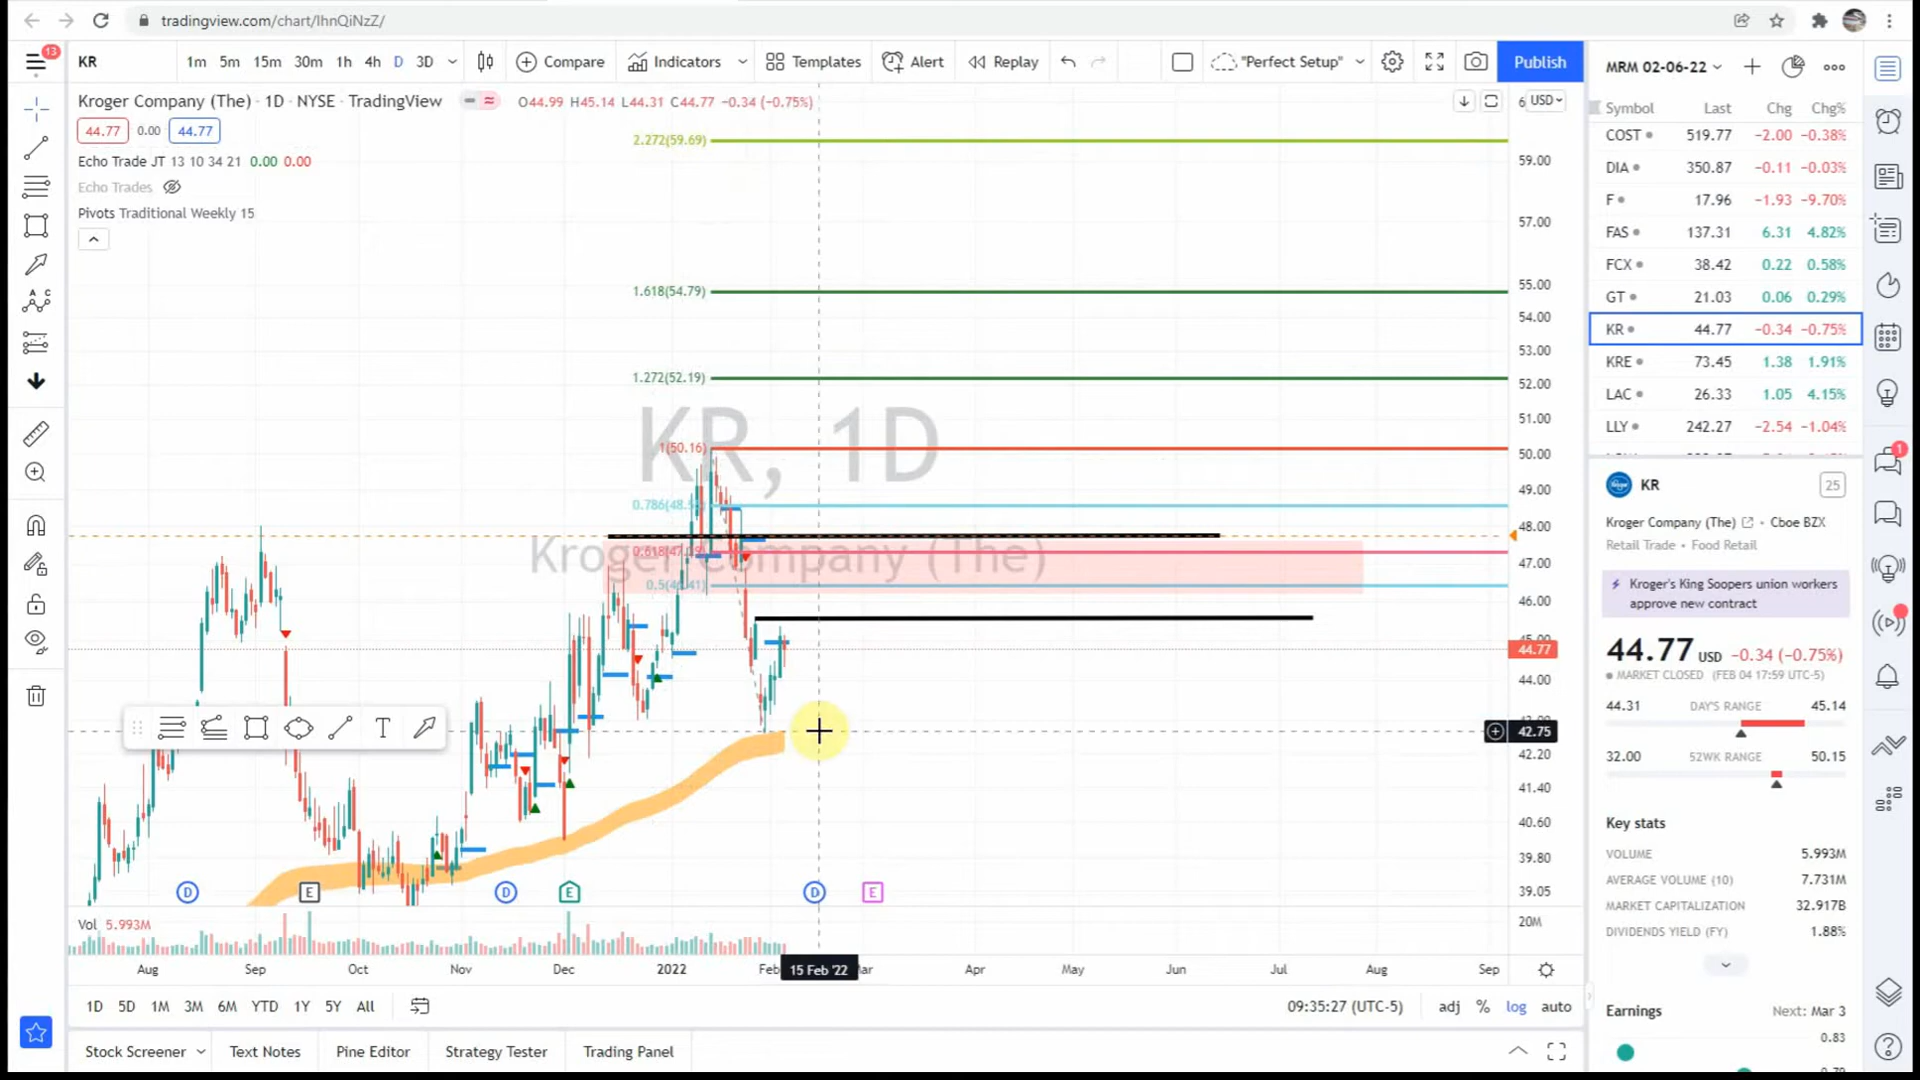 tradingview.com/chart/IhnQiNzZ/
13
KR
1m 5m 15m 30m 1h 4h D 3D
Compare
Indicators
Templates
Alert
Replay
"Perfect Setup"
Publish
MRM 02-06-22
Kroger Company (The) · 1D · NYSE · TradingView
O44.99 H45.14 L44.31 C44.77 −0.34 (−0.75%)
USD
44.77 0.00 44.77
Echo Trade JT 13 10 34 21 0.00 0.00
Echo Trades
Pivots Traditional Weekly 15
Symbol Last Chg Chg%
COST 519.77 −2.00 −0.38%
DIA 350.87 −0.11 −0.03%
F 17.96 −1.93 −9.70%
FAS 137.31 6.31 4.82%
FCX 38.42 0.22 0.58%
GT 21.03 0.06 0.29%
KR 44.77 −0.34 −0.75%
KRE 73.45 1.38 1.91%
LAC 26.33 1.05 4.15%
LLY 242.27 −2.54 −1.04%
2.272(59.69)
1.618(54.79)
1.272(52.19)
1(50.16)
KR, 1D
Kroger Company (The)
59.00
57.00
55.00
54.00
53.00
52.00
51.00
50.00
49.00
48.00
47.00
46.00
44.77
44.00
42.75
42.20
41.40
40.60
39.80
39.05
20M
T
D E D E D E
Vol 5.993M
Aug Sep Oct Nov Dec 2022 Feb 15 Feb '22 Apr May Jun Jul Aug Sep
1D 5D 1M 3M 6M YTD 1Y 5Y All
09:35:27 (UTC-5)
adj % log auto
Stock Screener
Text Notes
Pine Editor
Strategy Tester
Trading Panel
KR
25
Kroger Company (The) · Cboe BZX
Retail Trade · Food Retail
Kroger's King Soopers union workers
approve new contract
44.77 USD −0.34 (−0.75%)
MARKET CLOSED (FEB 04 17:59 UTC-5)
44.31 DAY'S RANGE 45.14
32.00 52WK RANGE 50.15
Key stats
VOLUME 5.993M
AVERAGE VOLUME (10) 7.731M
MARKET CAPITALIZATION 32.917B
DIVIDENDS YIELD (FY) 1.88%
Earnings Next: Mar 3
0.83
1